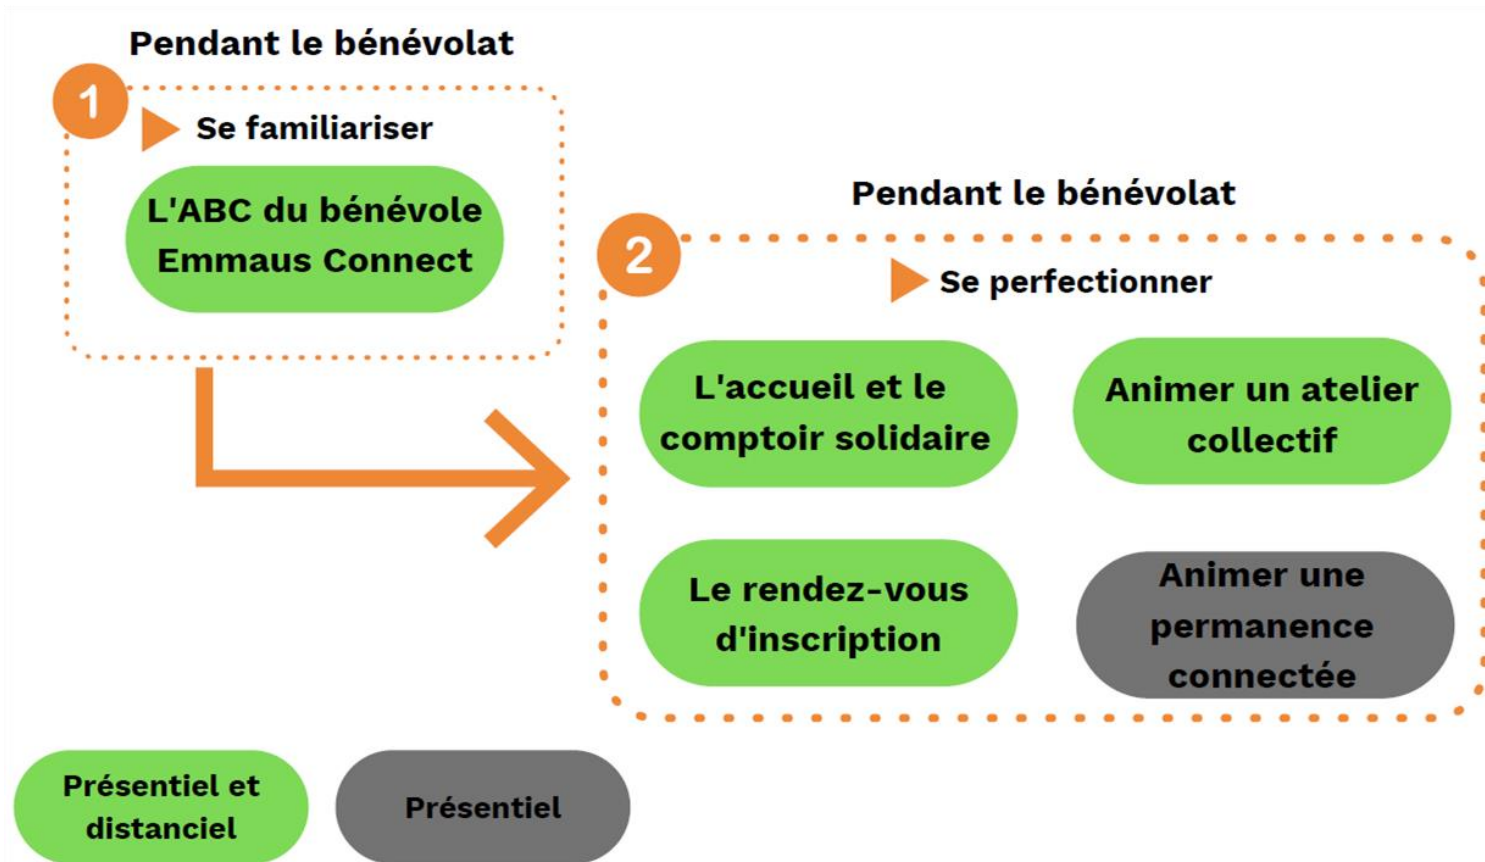 Pendant le bénévolat
1
Se familiariser
L'ABC du bénévole
Emmaus Connect
Pendant le bénévolat
2
Se perfectionner
L'accueil et le
comptoir solidaire
Animer un atelier
collectif
Le rendez-vous
d'inscription
Animer une
permanence
connectée
Présentiel et
distanciel
Présentiel